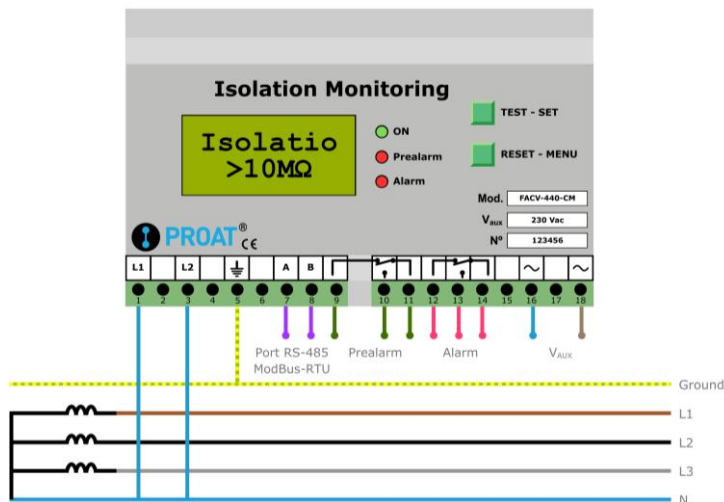 Isolation Monitoring
Isolatio
>10MΩ
ON
Prealarm
Alarm
TEST - SET
RESET - MENU
Mod. FACV-440-CM
Vaux 230 Vac
Nº 123456
PROAT® CE
L1 L2 A B
1 2 3 4 5 6 7 8 9 10 11 12 13 14 15 16 17 18
Port RS-485
ModBus-RTU
Prealarm
Alarm
VAUX
Ground
L1
L2
L3
N